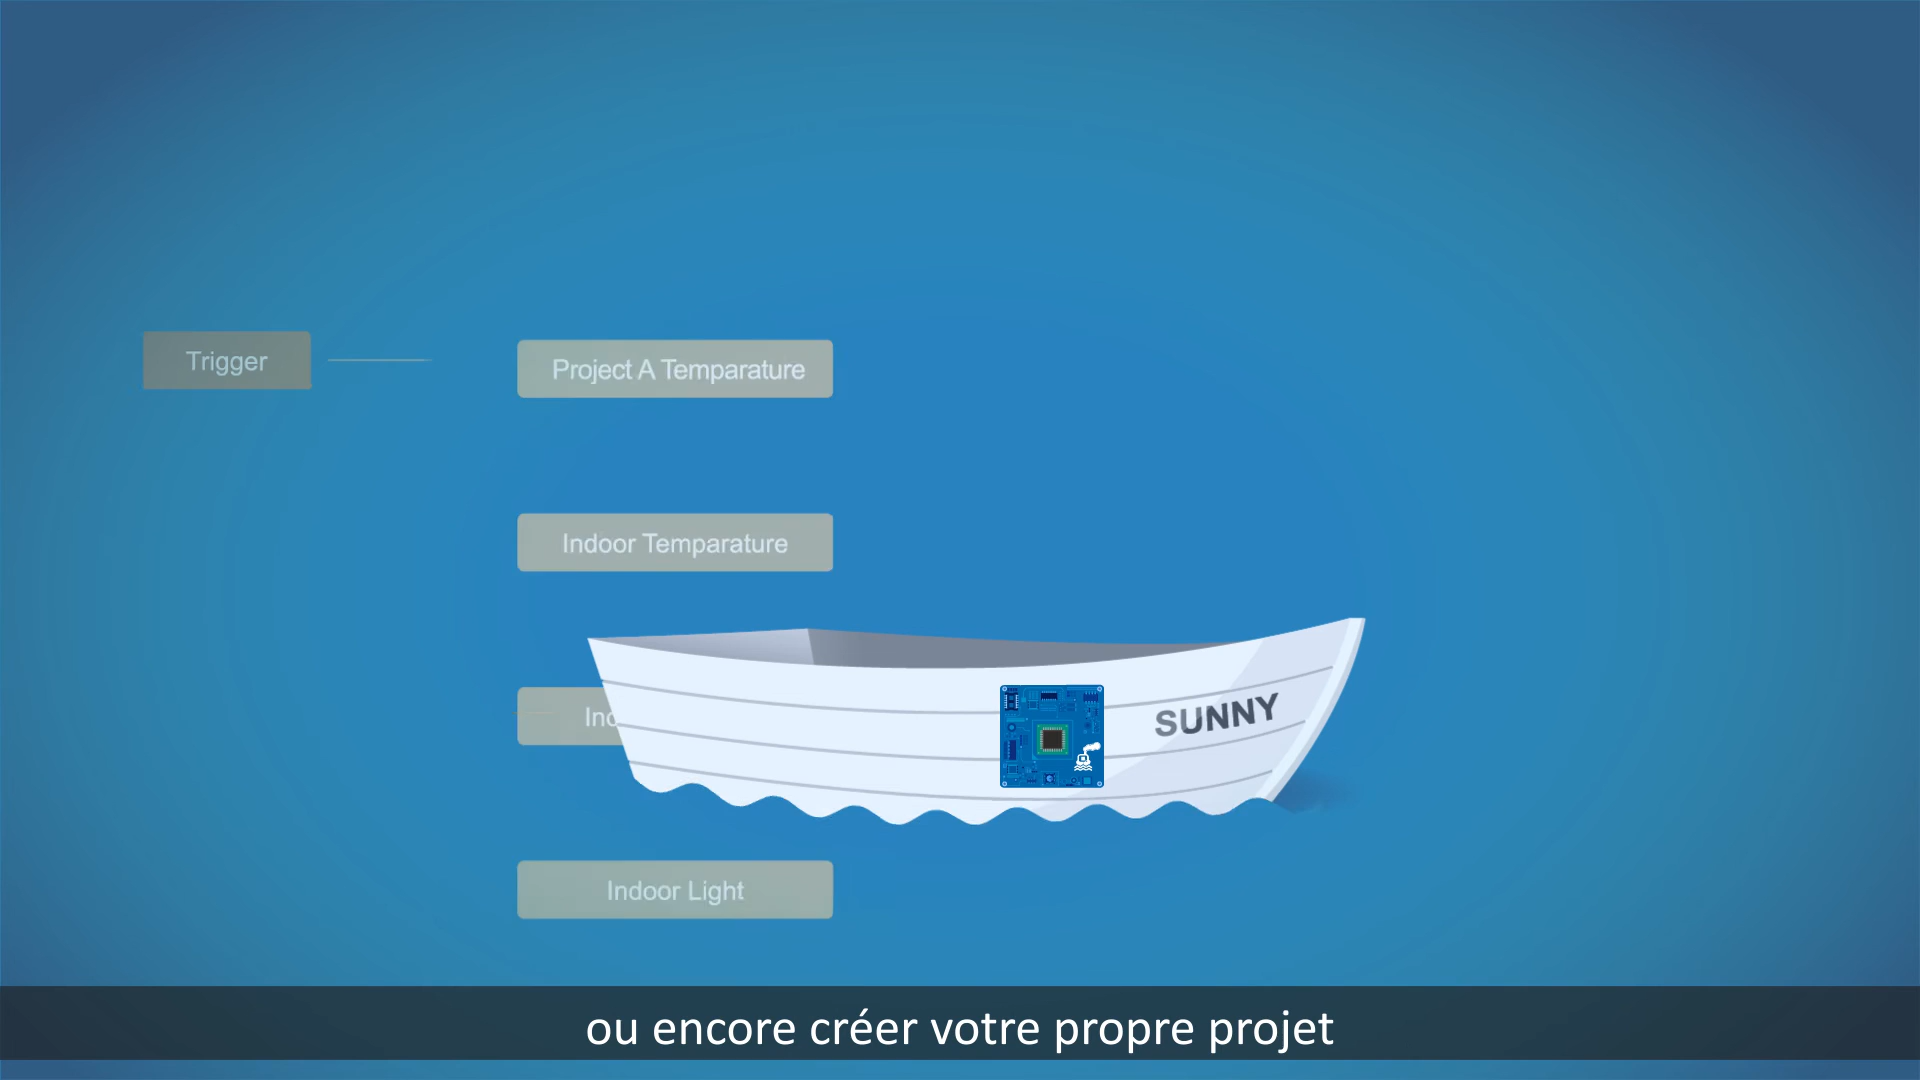 Trigger
Project A Temparature
Indoor Temparature
SUNNY
Indoor Light
ou encore créer votre propre projet